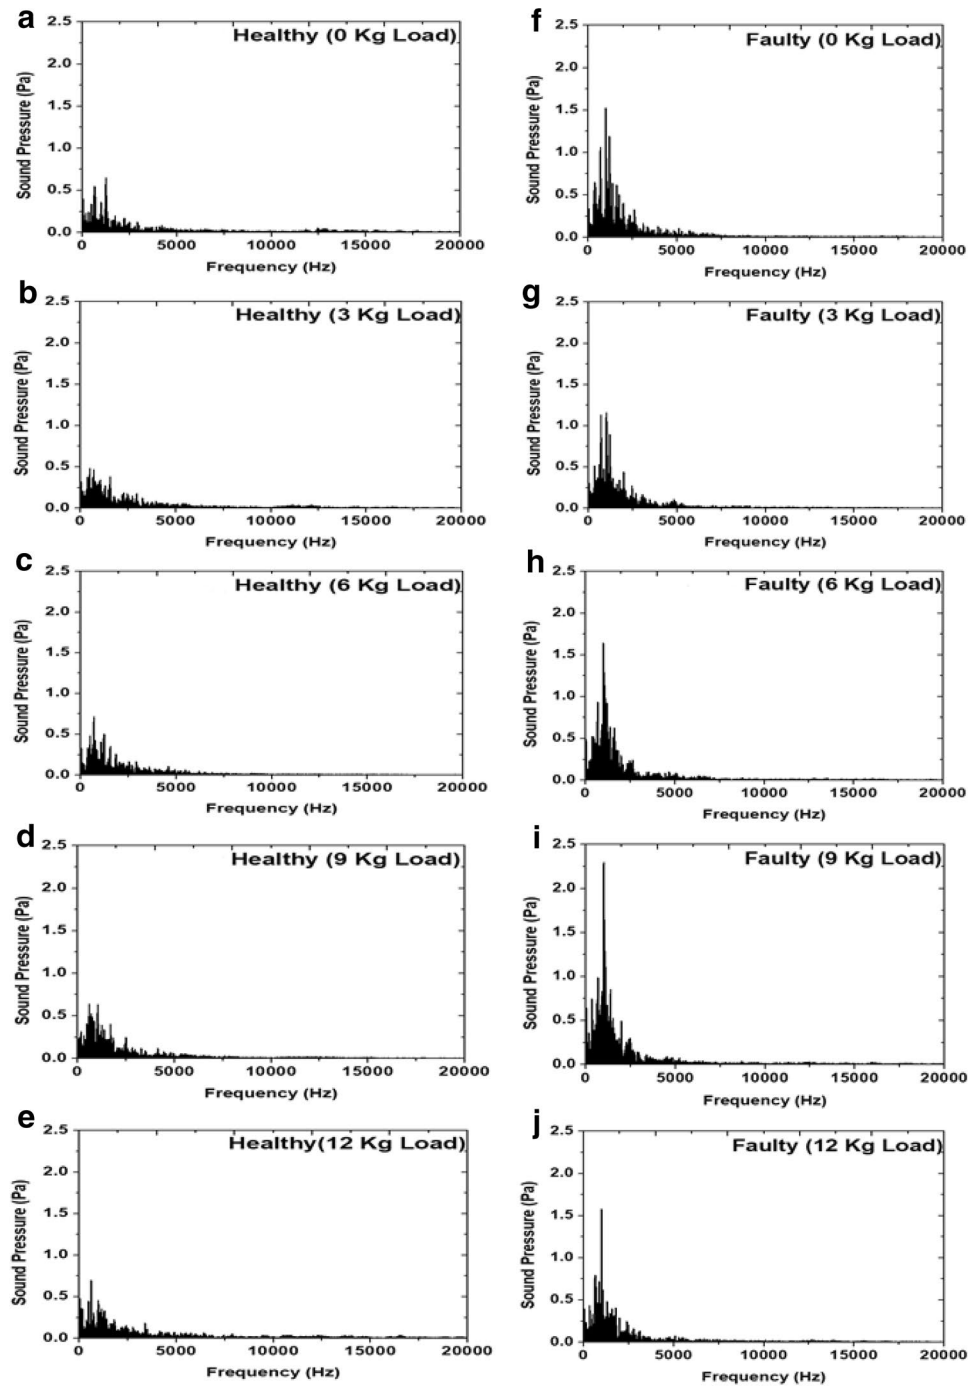 a
Healthy (0 Kg Load)
Sound Pressure (Pa)
2.5
2.0
1.5
1.0
0.5
0.0
0 5000 10000 15000 20000
Frequency (Hz)
f
Faulty (0 Kg Load)
Sound Pressure (Pa)
2.5
2.0
1.5
1.0
0.5
0.0
0 5000 10000 15000 20000
Frequency (Hz)
b
Healthy (3 Kg Load)
Sound Pressure (Pa)
2.5
2.0
1.5
1.0
0.5
0.0
0 5000 10000 15000 20000
Frequency (Hz)
g
Faulty (3 Kg Load)
Sound Pressure (Pa)
2.5
2.0
1.5
1.0
0.5
0.0
0 5000 10000 15000 20000
Frequency (Hz)
c
Healthy (6 Kg Load)
Sound Pressure (Pa)
2.5
2.0
1.5
1.0
0.5
0.0
0 5000 10000 15000 20000
Frequency (Hz)
h
Faulty (6 Kg Load)
Sound Pressure (Pa)
2.5
2.0
1.5
1.0
0.5
0.0
0 5000 10000 15000 20000
Frequency (Hz)
d
Healthy (9 Kg Load)
Sound Pressure (Pa)
2.5
2.0
1.5
1.0
0.5
0.0
0 5000 10000 15000 20000
Frequency (Hz)
i
Faulty (9 Kg Load)
Sound Pressure (Pa)
2.5
2.0
1.5
1.0
0.5
0.0
0 5000 10000 15000 20000
Frequency (Hz)
e
Healthy(12 Kg Load)
Sound Pressure (Pa)
2.5
2.0
1.5
1.0
0.5
0.0
0 5000 10000 15000 20000
Frequency (Hz)
j
Faulty (12 Kg Load)
Sound Pressure (Pa)
2.5
2.0
1.5
1.0
0.5
0.0
0 5000 10000 15000 20000
Frequency (Hz)